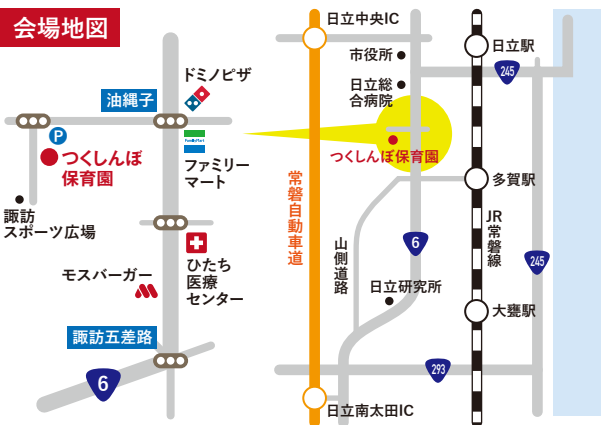 会場地図
ドミノピザ
油縄子
P
つくしんぼ
保育園
FamilyMart
ファミリー
マート
諏訪
スポーツ広場
ひたち
医療
センター
モスバーガー
諏訪五差路
6
日立中央IC
市役所
日立駅
245
日立総
合病院
つくしんぼ保育園
多賀駅
常磐自動車道
JR常磐線
6
山側道路
245
日立研究所
大甕駅
293
日立南太田IC